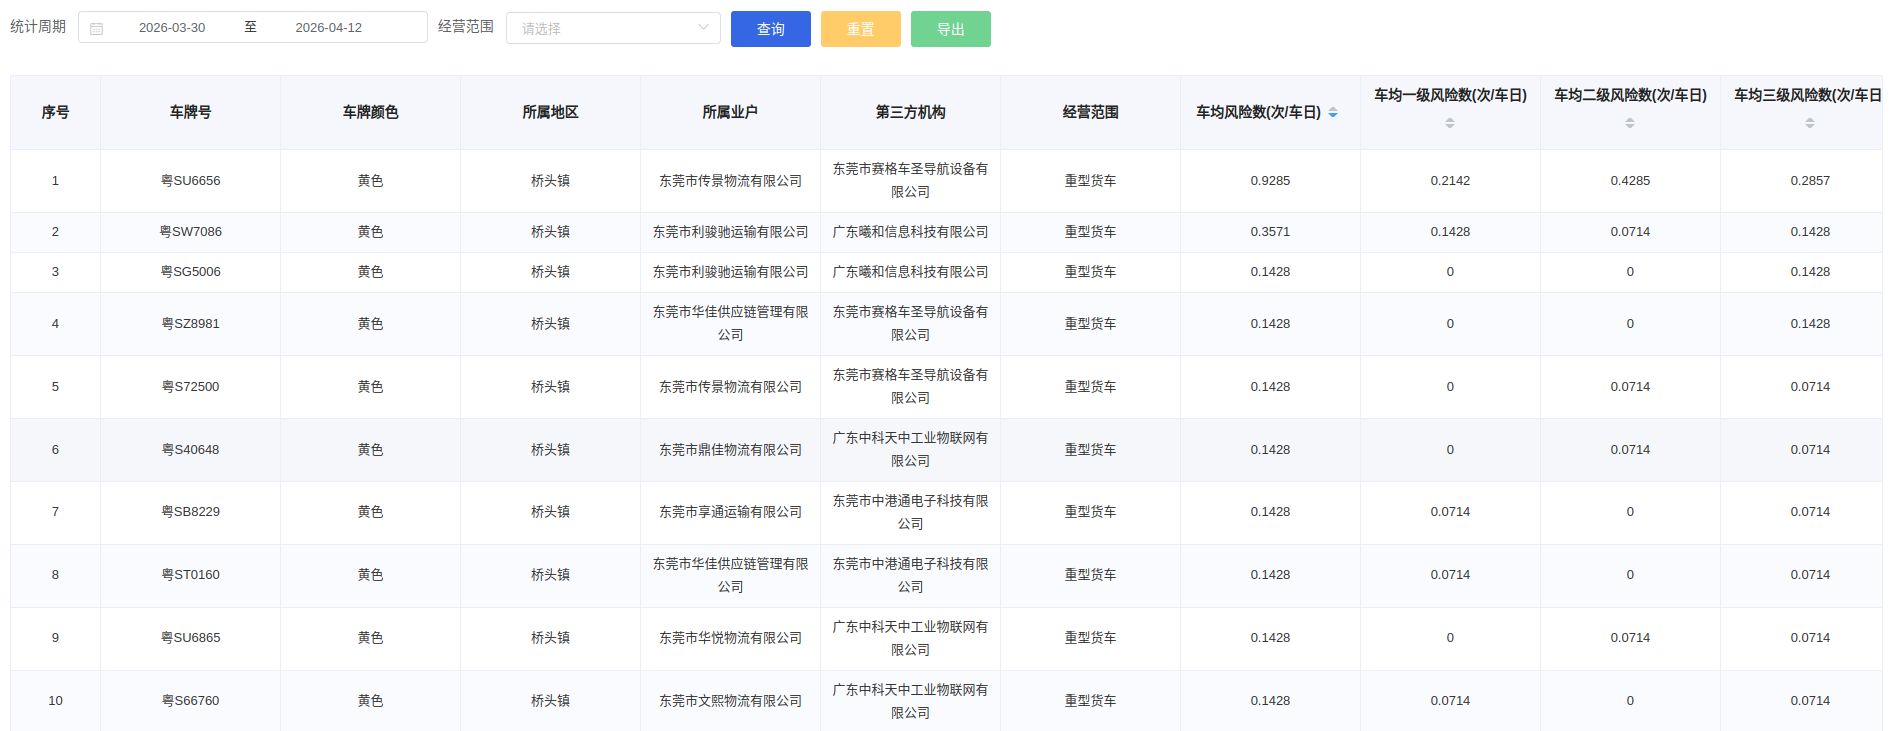 统计周期 2026-03-30 至 2026-04-12 经营范围 请选择 查询 重置 导出
序号 车牌号 车牌颜色 所属地区 所属业户 第三方机构 经营范围 车均风险数(次/车日) 车均一级风险数(次/车日) 车均二级风险数(次/车日) 车均三级风险数(次/车日
1 粤SU6656 黄色 桥头镇 东莞市传景物流有限公司 东莞市赛格车圣导航设备有限公司 重型货车 0.9285 0.2142 0.4285 0.2857
2 粤SW7086 黄色 桥头镇 东莞市利骏驰运输有限公司 广东曦和信息科技有限公司 重型货车 0.3571 0.1428 0.0714 0.1428
3 粤SG5006 黄色 桥头镇 东莞市利骏驰运输有限公司 广东曦和信息科技有限公司 重型货车 0.1428 0 0 0.1428
4 粤SZ8981 黄色 桥头镇 东莞市华佳供应链管理有限公司 东莞市赛格车圣导航设备有限公司 重型货车 0.1428 0 0 0.1428
5 粤S72500 黄色 桥头镇 东莞市传景物流有限公司 东莞市赛格车圣导航设备有限公司 重型货车 0.1428 0 0.0714 0.0714
6 粤S40648 黄色 桥头镇 东莞市鼎佳物流有限公司 广东中科天中工业物联网有限公司 重型货车 0.1428 0 0.0714 0.0714
7 粤SB8229 黄色 桥头镇 东莞市享通运输有限公司 东莞市中港通电子科技有限公司 重型货车 0.1428 0.0714 0 0.0714
8 粤ST0160 黄色 桥头镇 东莞市华佳供应链管理有限公司 东莞市中港通电子科技有限公司 重型货车 0.1428 0.0714 0 0.0714
9 粤SU6865 黄色 桥头镇 东莞市华悦物流有限公司 广东中科天中工业物联网有限公司 重型货车 0.1428 0 0.0714 0.0714
10 粤S66760 黄色 桥头镇 东莞市文熙物流有限公司 广东中科天中工业物联网有限公司 重型货车 0.1428 0.0714 0 0.0714